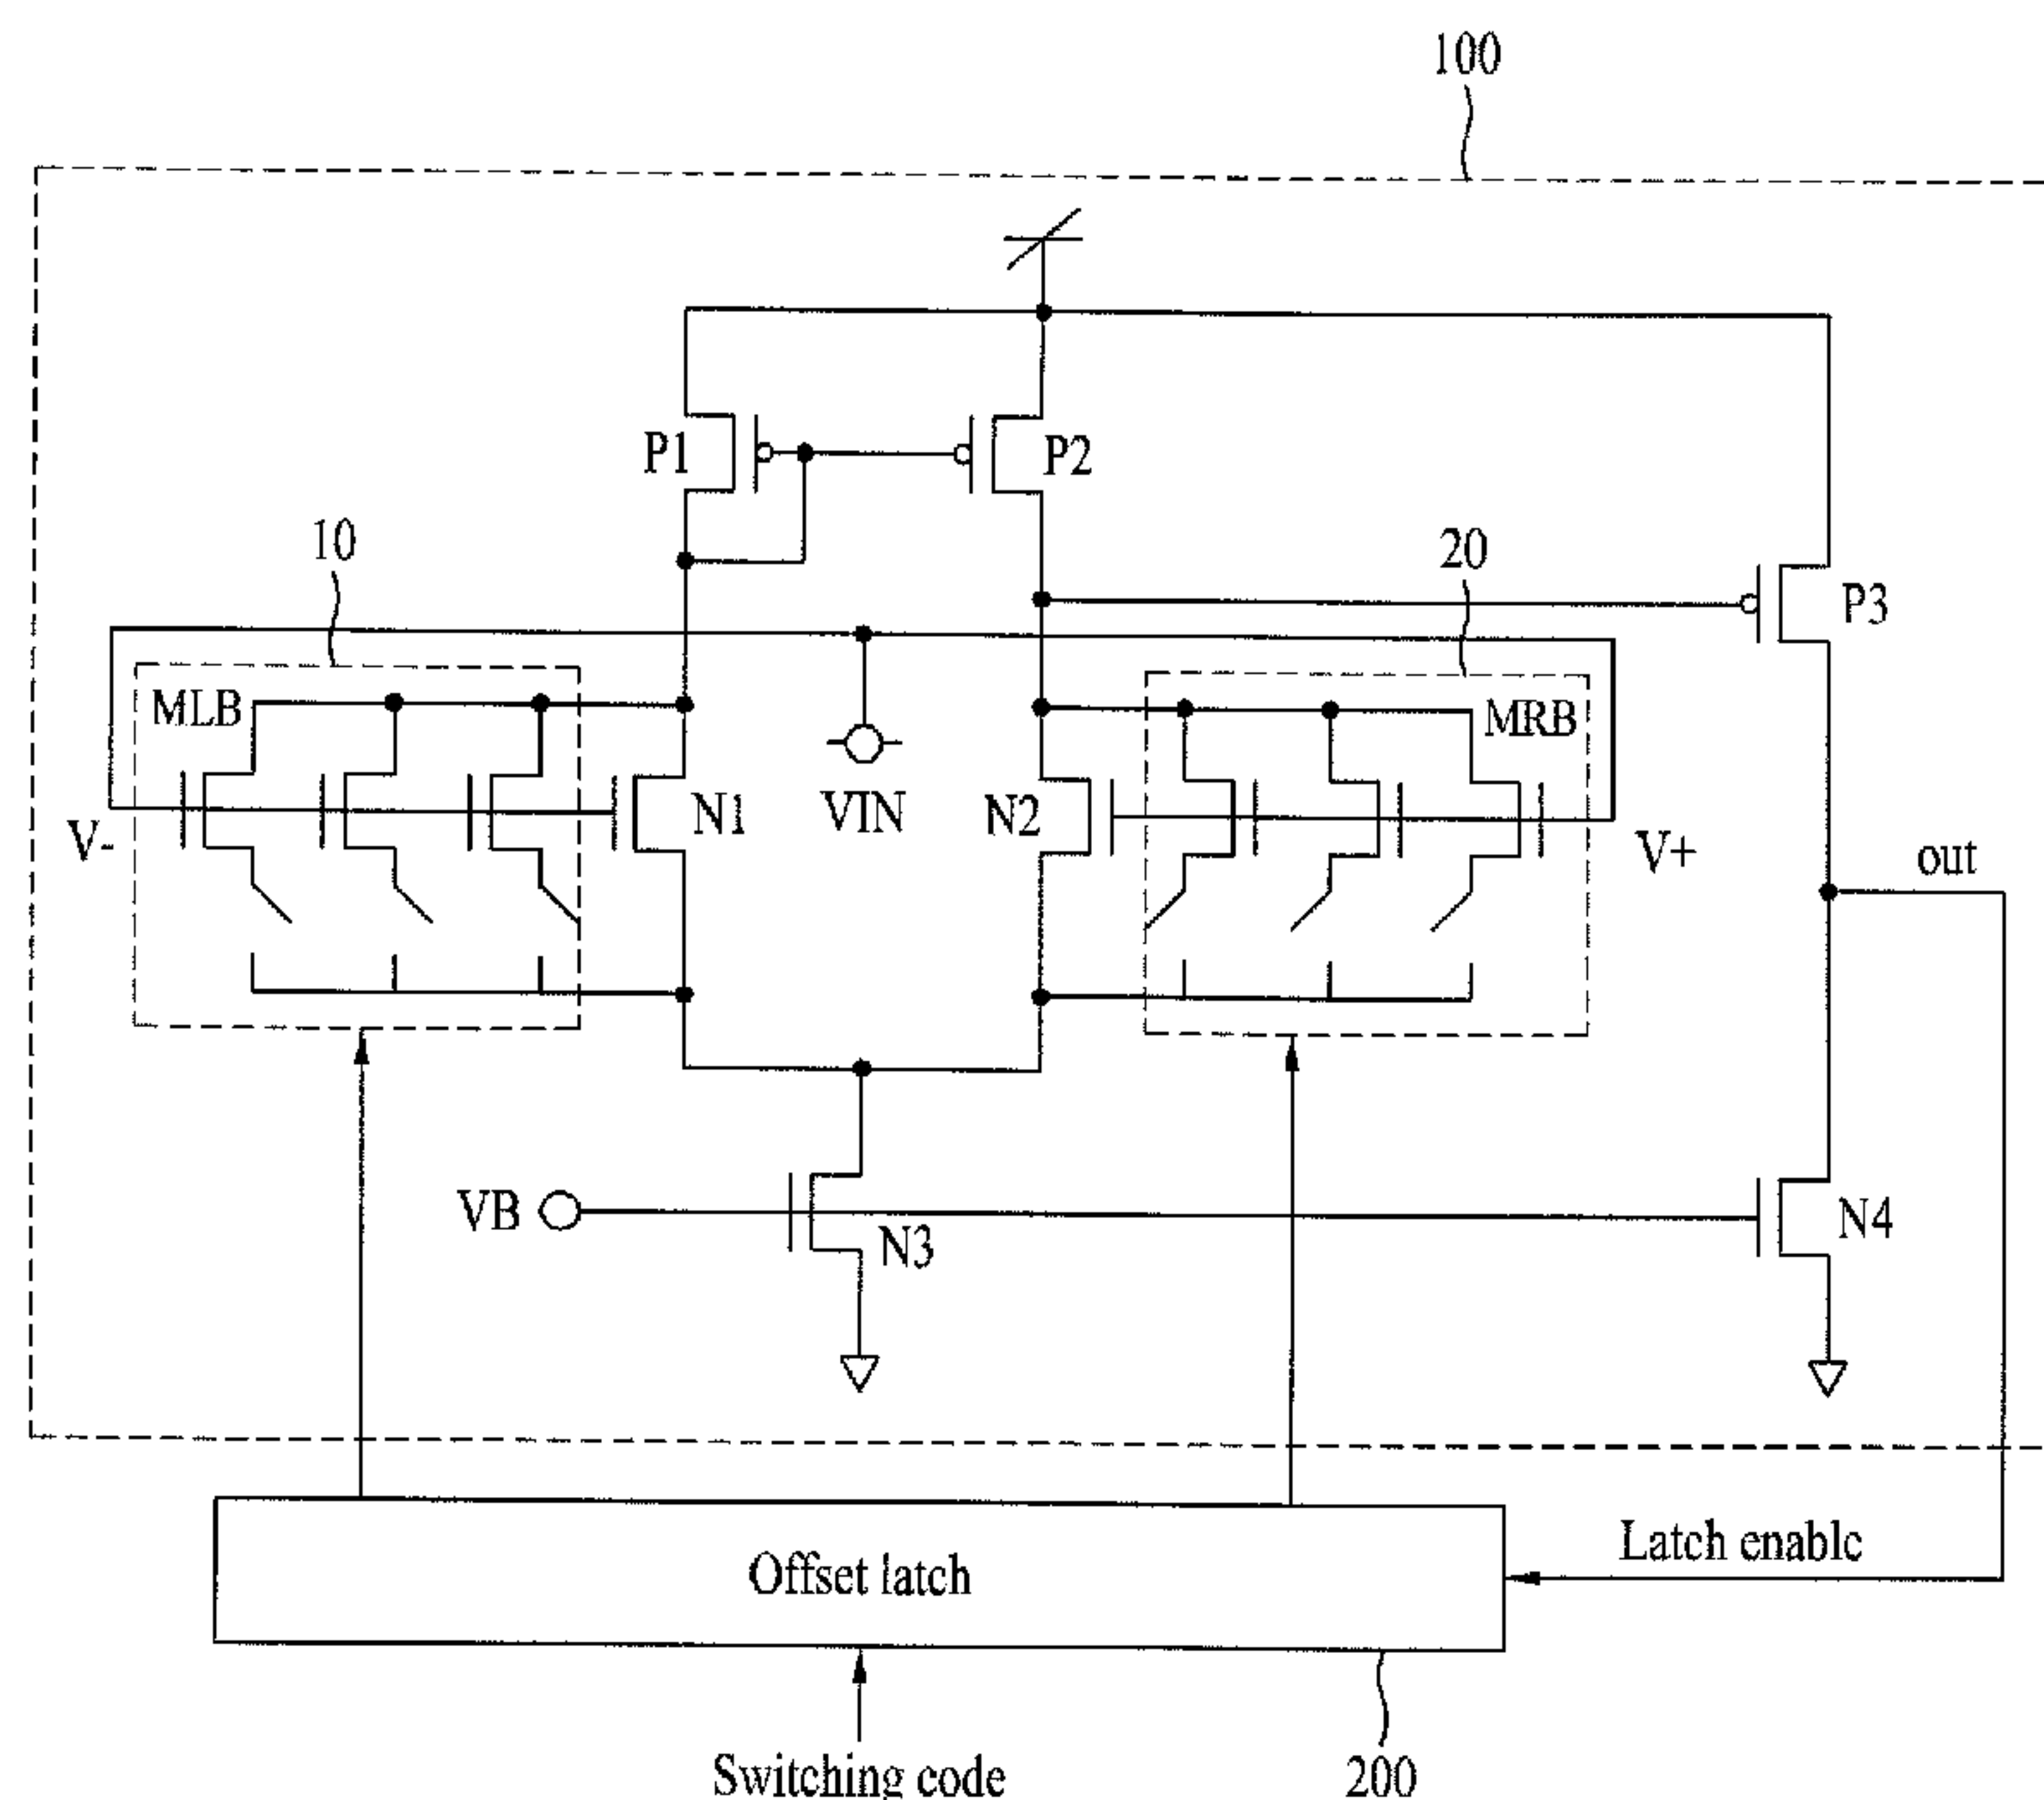 100
P1
P2
10
20
P3
MLB
MRB
V-
N1
VIN
N2
V+
out
VB
N3
N4
Offset latch
Latch enable
Switching code
200